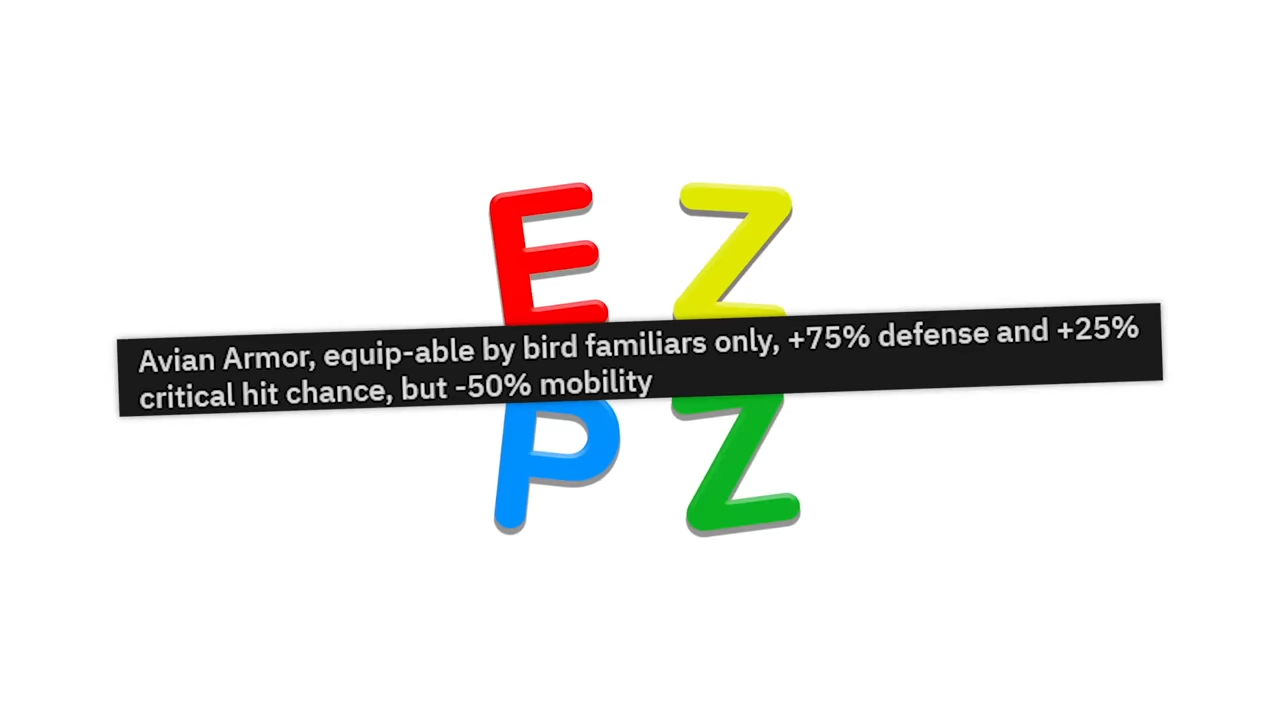 E Z
Avian Armor, equip-able by bird familiars only, +75% defense and +25%
critical hit chance, but -50% mobility
P Z